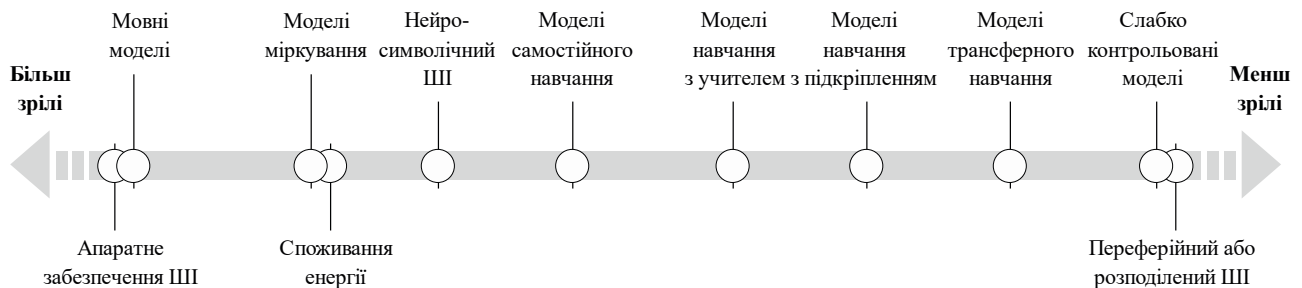 Мовні
моделі
Моделі
міркування
Нейро-
символічний
ШІ
Моделі
самостійного
навчання
Моделі
навчання
з учителем
Моделі
навчання
з підкріпленням
Моделі
трансферного
навчання
Слабко
контрольовані
моделі
Більш
зрілі
Менш
зрілі
Апаратне
забезпечення ШІ
Споживання
енергії
Переферійний або
розподілений ШІ